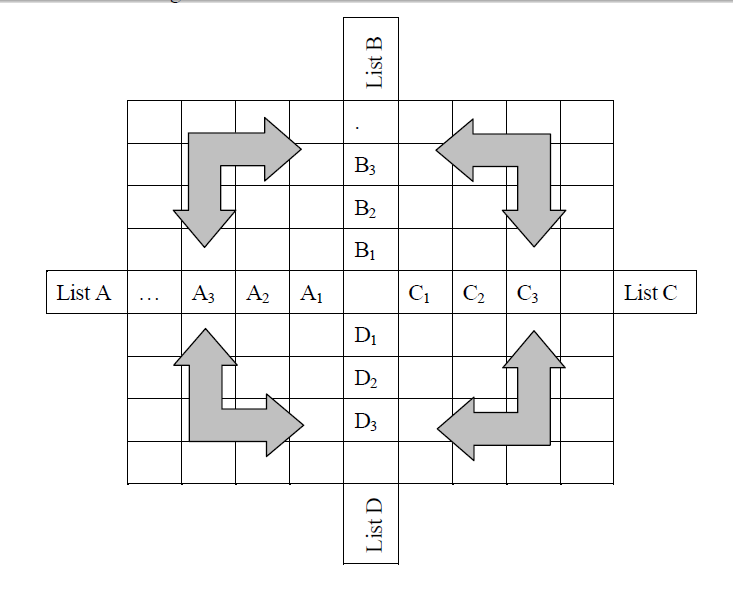 List B
.
B₃
B₂
B₁
List A ... A₃ A₂ A₁ C₁ C₂ C₃ List C
D₁
D₂
D₃
List D